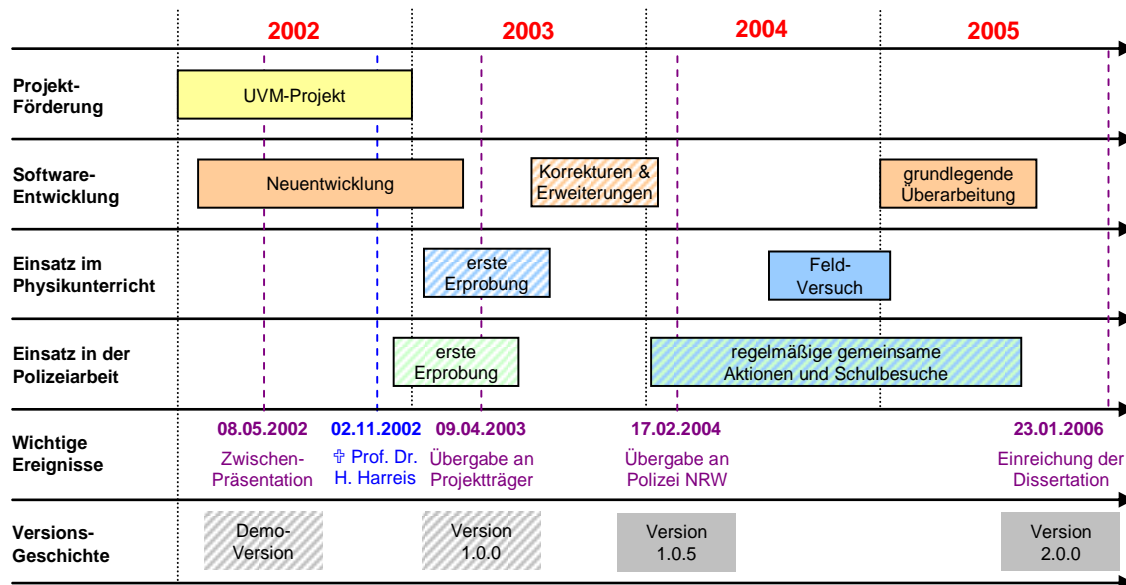 2002 2003 2004 2005
Projekt-
Förderung
UVM-Projekt
Software-
Entwicklung
Neuentwicklung
Korrekturen &
Erweiterungen
grundlegende
Überarbeitung
Einsatz im
Physikunterricht
erste
Erprobung
Feld-
Versuch
Einsatz in der
Polizeiarbeit
erste
Erprobung
regelmäßige gemeinsame
Aktionen und Schulbesuche
Wichtige
Ereignisse
08.05.2002
Zwischen-
Präsentation
02.11.2002
✞ Prof. Dr.
H. Harreis
09.04.2003
Übergabe an
Projektträger
17.02.2004
Übergabe an
Polizei NRW
23.01.2006
Einreichung der
Dissertation
Versions-
Geschichte
Demo-
Version
Version
1.0.0
Version
1.0.5
Version
2.0.0